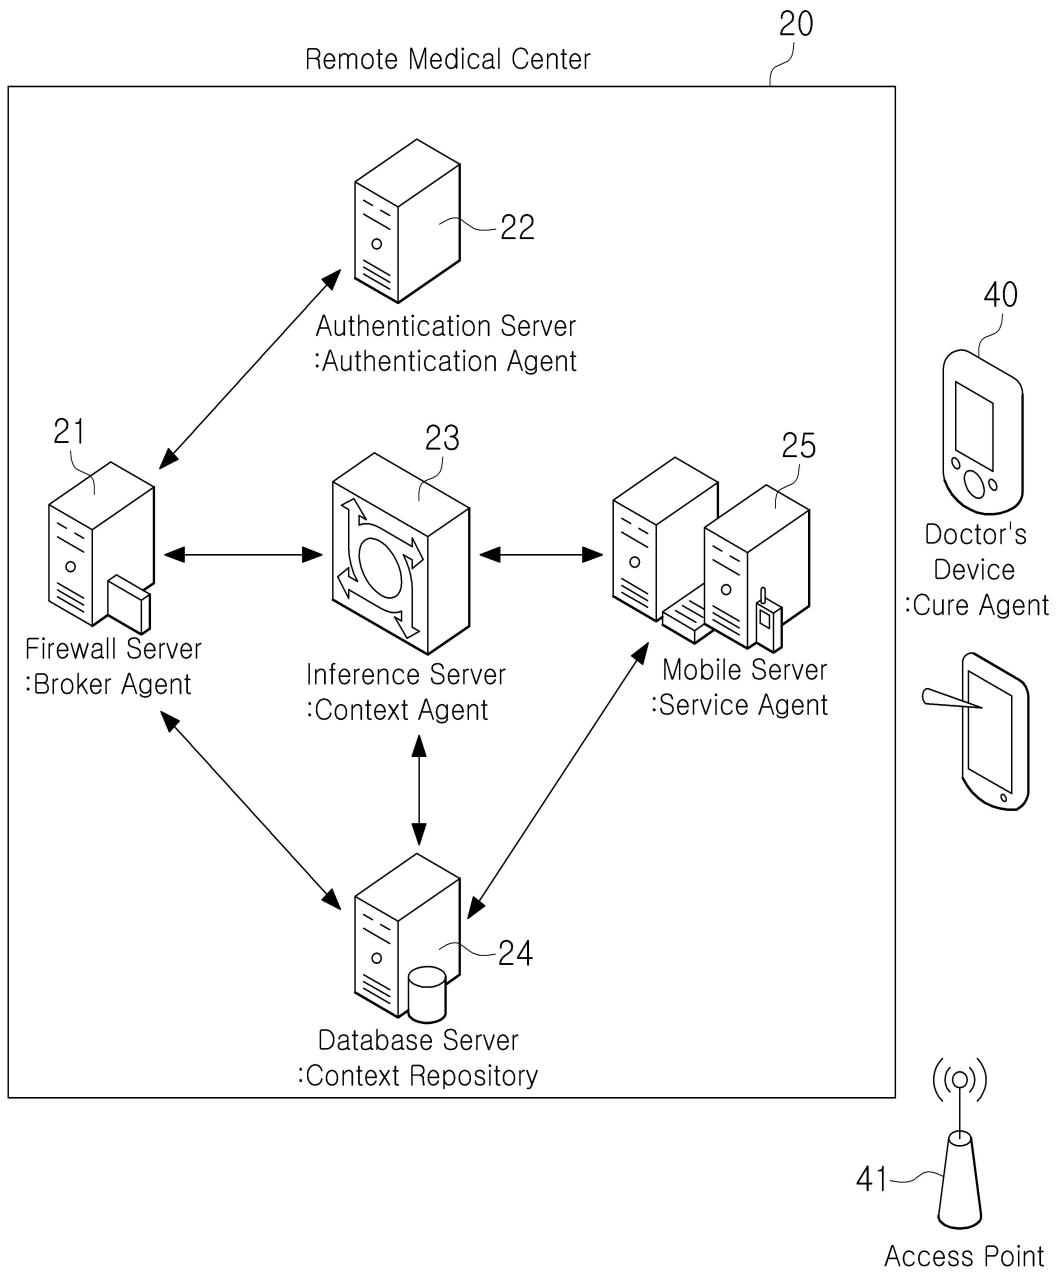 20
Remote Medical Center
22
Authentication Server
:Authentication Agent
40
Doctor's
Device
:Cure Agent
21
23
25
Firewall Server
:Broker Agent
Inference Server
:Context Agent
Mobile Server
:Service Agent
24
Database Server
:Context Repository
41
Access Point